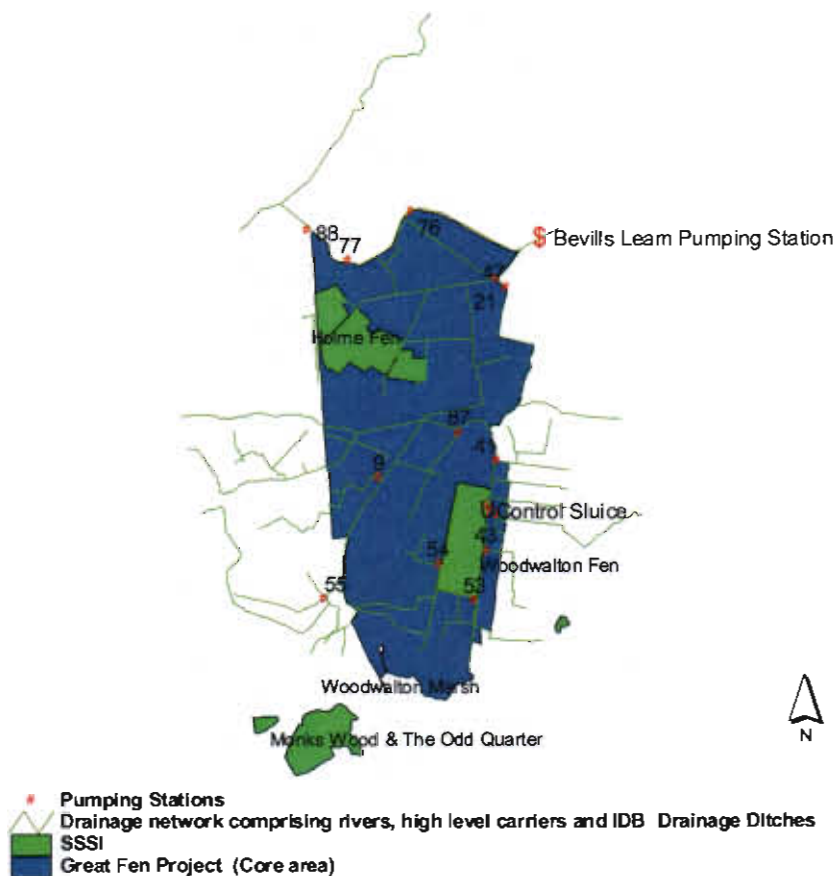 76
88
77
$ Bevills Leam Pumping Station
47
21
Holme Fen
87
41
9
Control Sluice
43
54
Woodwalton Fen
55
53
Woodwalton Marsh
Monks Wood & The Odd Quarter
N
Pumping Stations
Drainage network comprising rivers, high level carriers and IDB Drainage Ditches
SSSI
Great Fen Project (Core area)